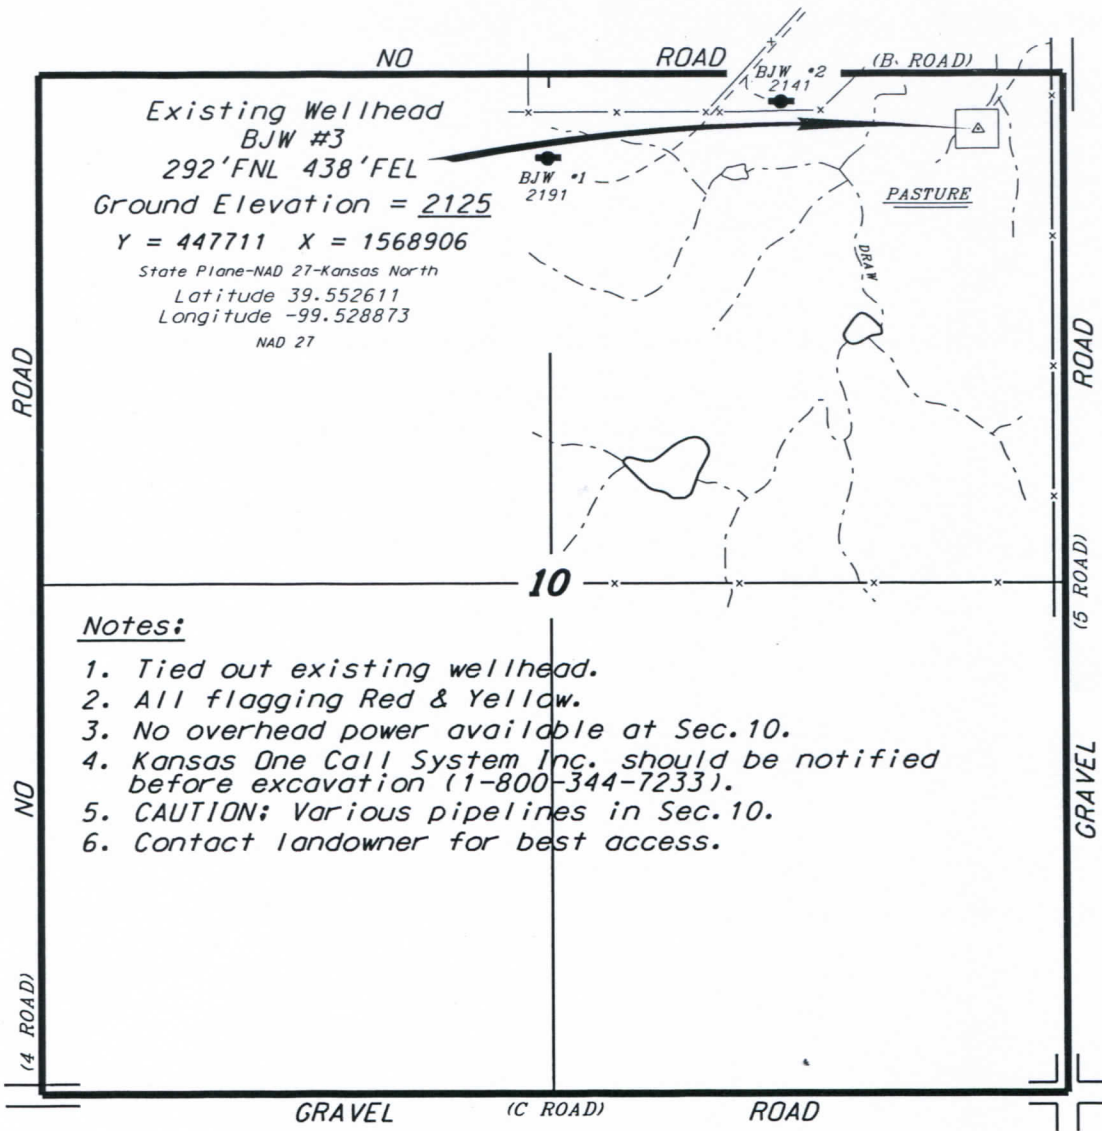 NO ROAD (B ROAD)
Existing Wellhead
BJW #3
292'FNL 438'FEL
Ground Elevation = 2125
Y = 447711 X = 1568906
State Plane-NAD 27-Kansas North
Latitude 39.552611
Longitude -99.528873
NAD 27
BJW #2
2141
BJW #1
2191
PASTURE
DRAW
ROAD
NO
(4 ROAD)
ROAD
(5 ROAD)
GRAVEL
10
Notes:
1. Tied out existing wellhead.
2. All flagging Red & Yellow.
3. No overhead power available at Sec.10.
4. Kansas One Call System Inc. should be notified
before excavation (1-800-344-7233).
5. CAUTION: Various pipelines in Sec.10.
6. Contact landowner for best access.
GRAVEL (C ROAD) ROAD